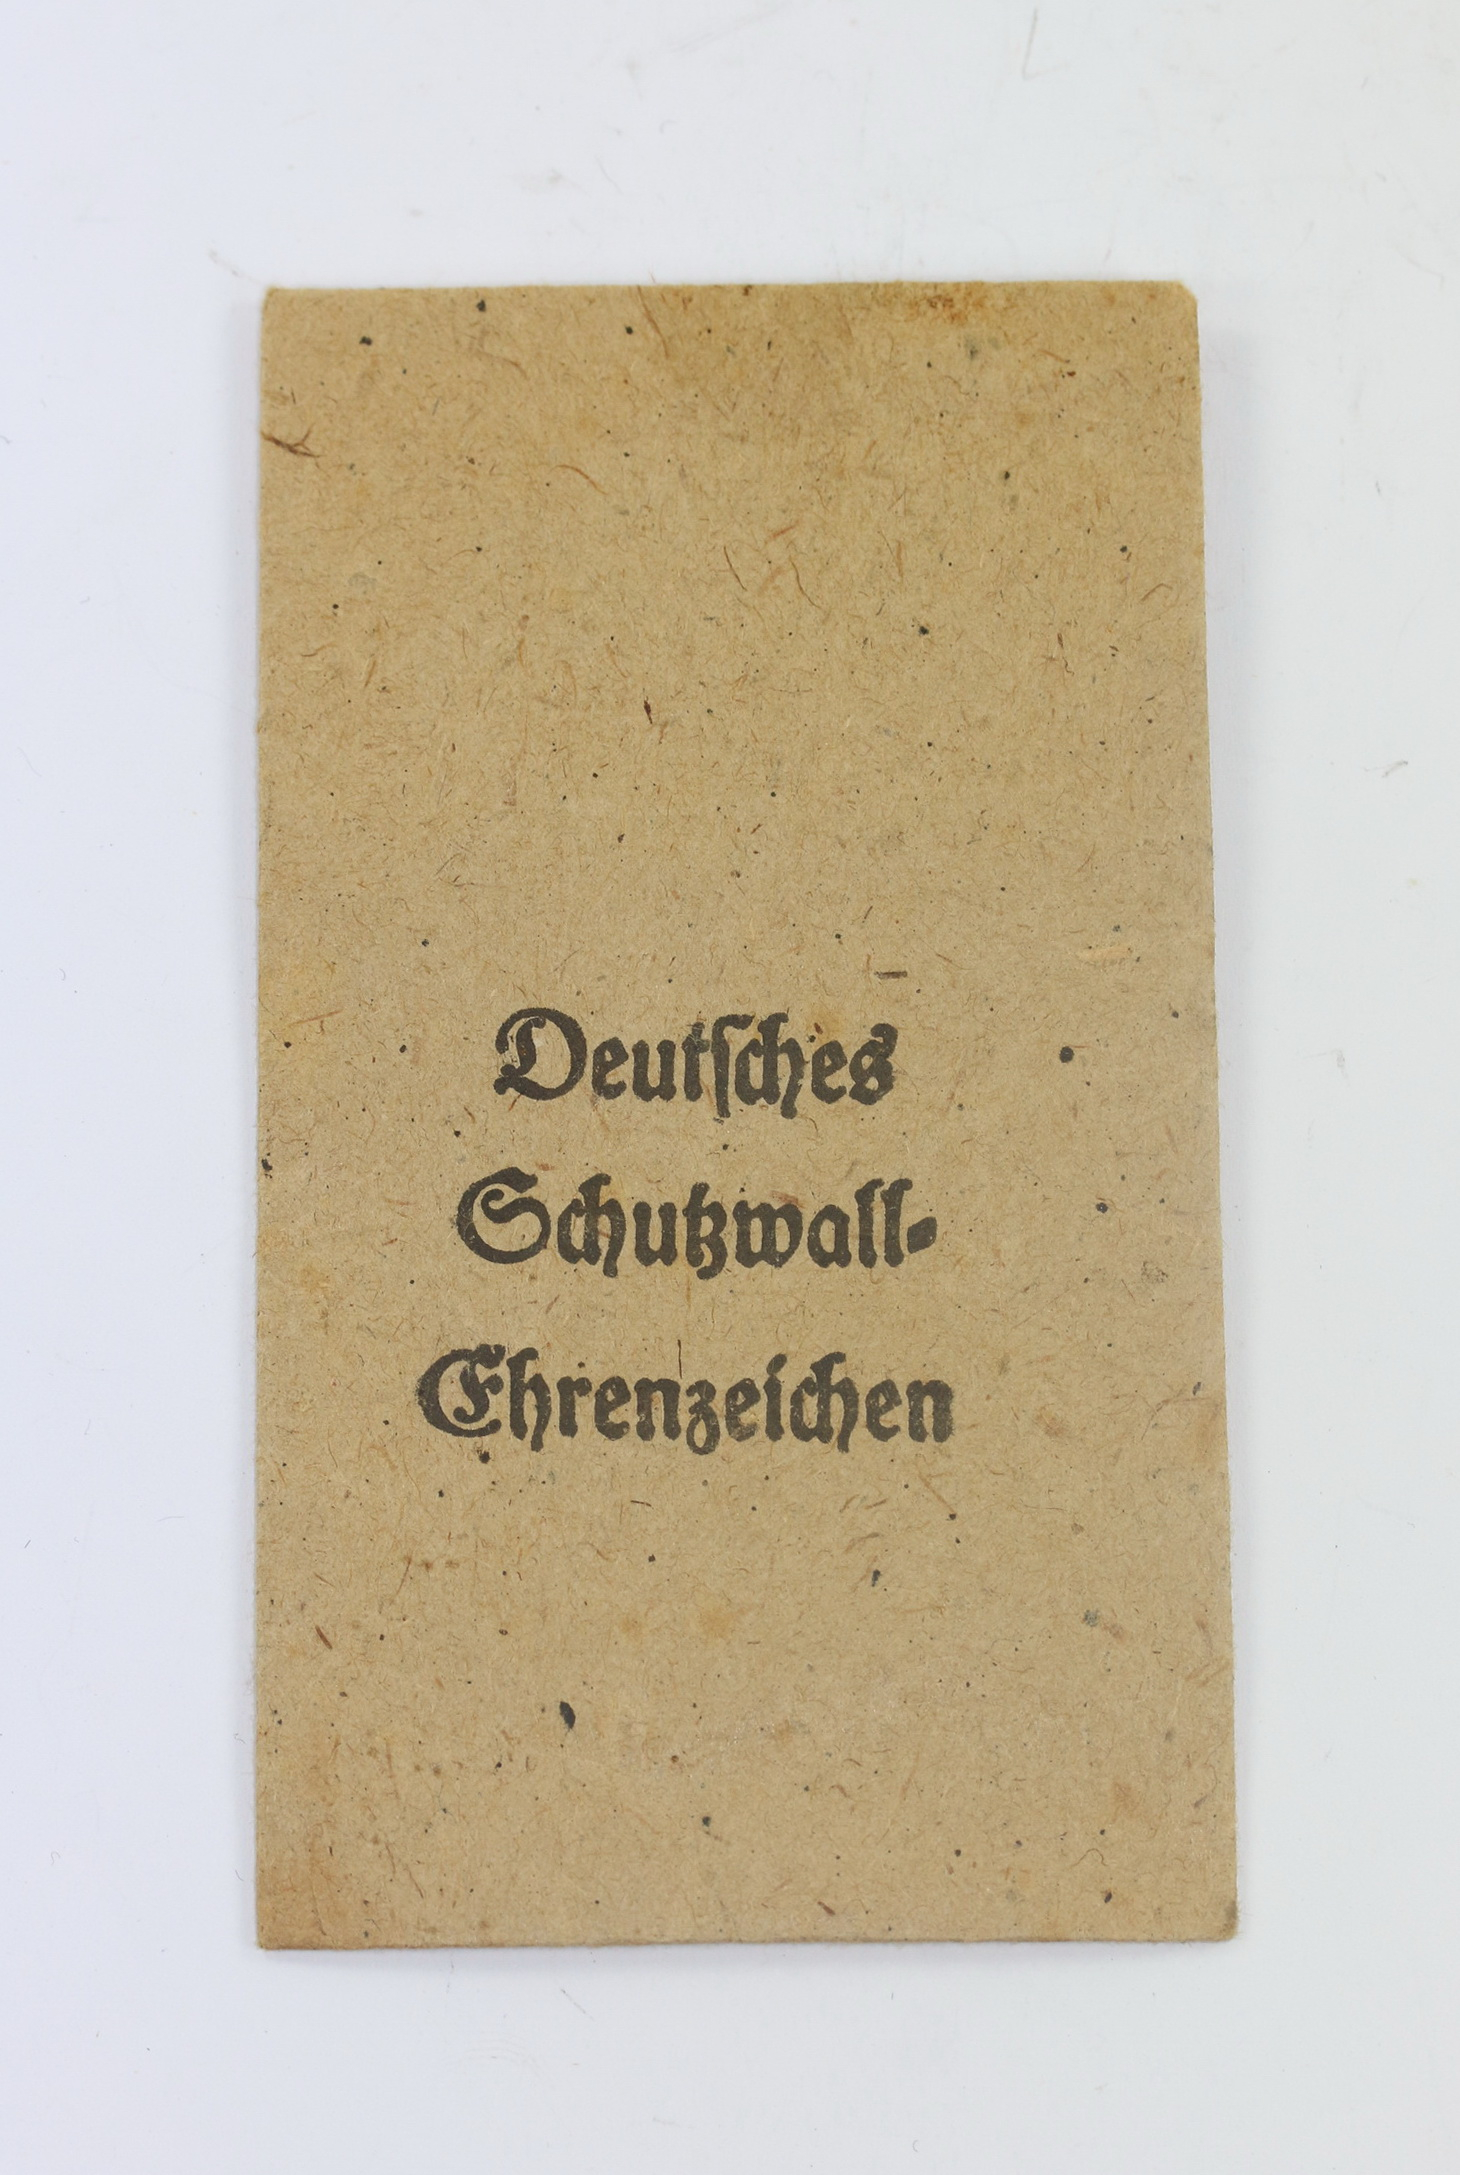 Deutſches
Schutzwall-
Ehrenzeichen